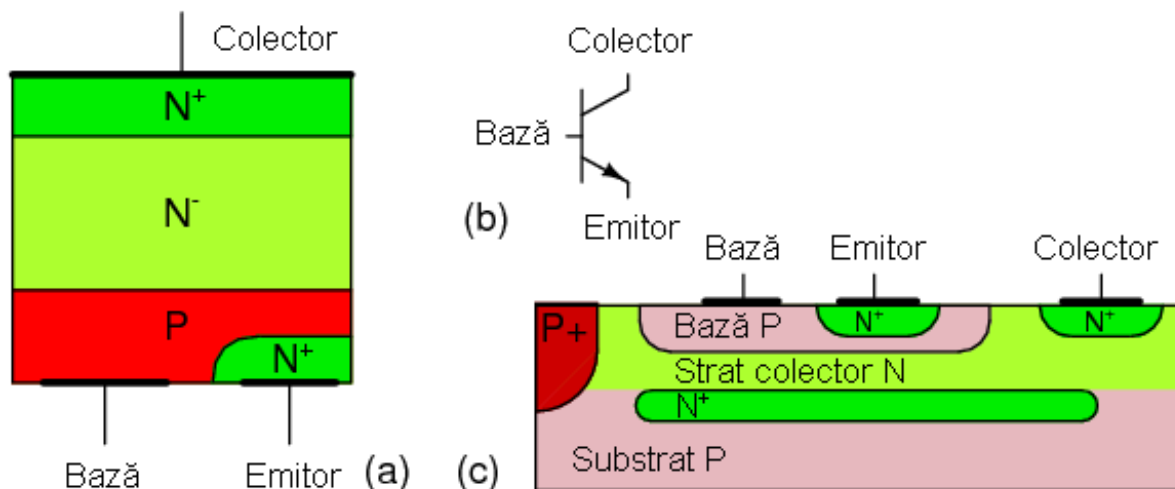 Colector
N⁺
N⁻
P
N⁺
Bază Emitor (a)
Colector
Bază
(b) Emitor
Bază Emitor Colector
P+ Bază P N⁺ N⁺
Strat colector N
N⁺
Substrat P
(c)